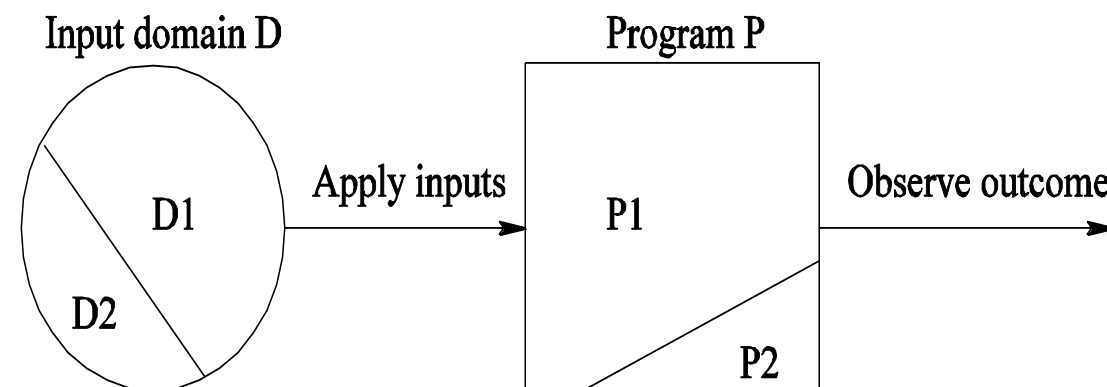 Input domain D
Program P
Apply inputs
Observe outcome
D1
P1
D2
P2